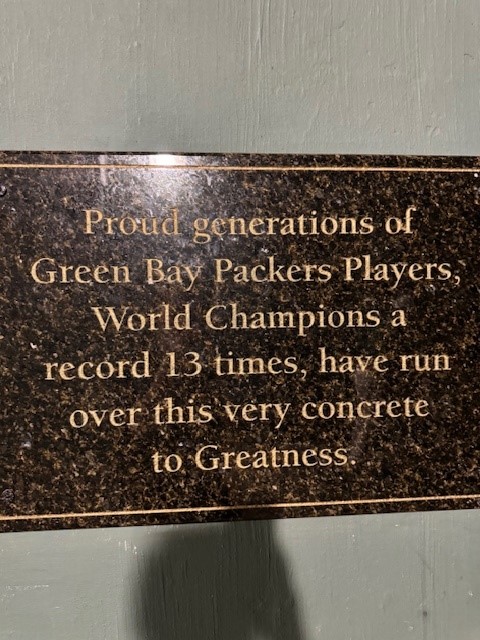 Proud generations of
Green Bay Packers Players,
World Champions a
record 13 times, have run
over this very concrete
to Greatness.